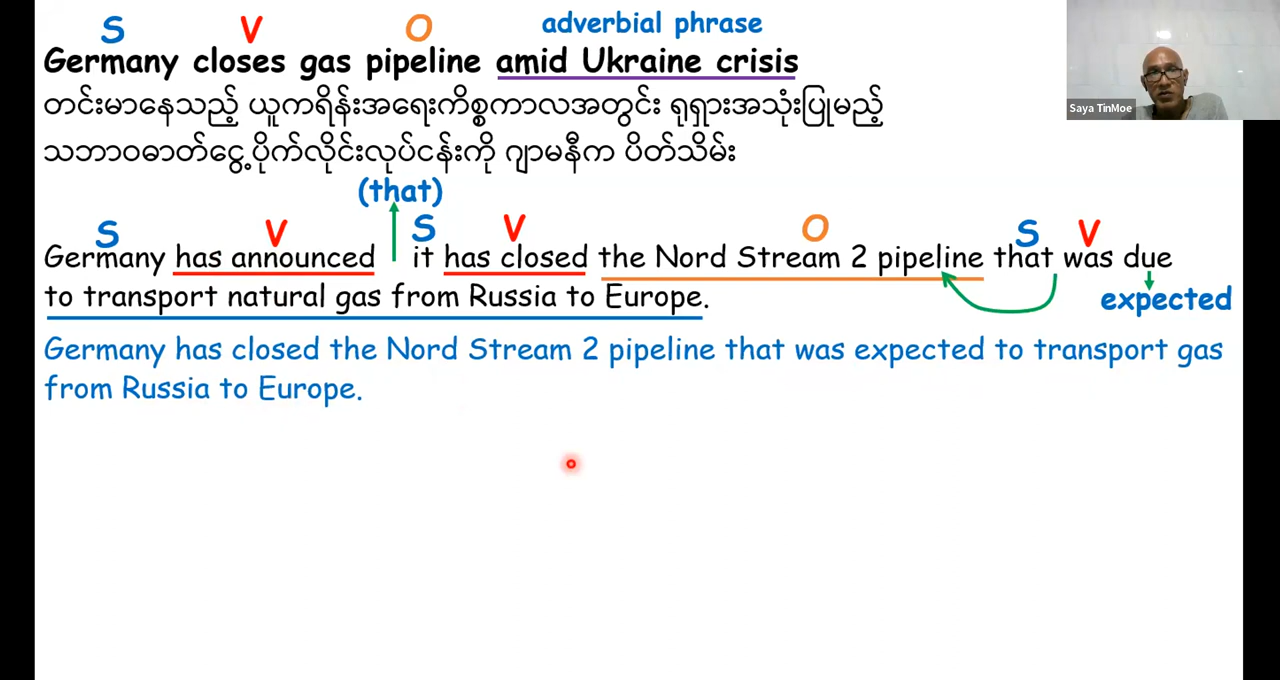 S V O adverbial phrase
Germany closes gas pipeline amid Ukraine crisis
တင်းမာနေသည့် ယူကရိန်းအရေးကိစ္စကာလအတွင်း ရုရှားအသုံးပြုမည့်
သဘာဝဓာတ်ငွေ့ပိုက်လိုင်းလုပ်ငန်းကို ဂျာမနီက ပိတ်သိမ်း
(that)
S V S V O S V
Germany has announced it has closed the Nord Stream 2 pipeline that was due
to transport natural gas from Russia to Europe.
expected
Germany has closed the Nord Stream 2 pipeline that was expected to transport gas
from Russia to Europe.
Saya TinMoe